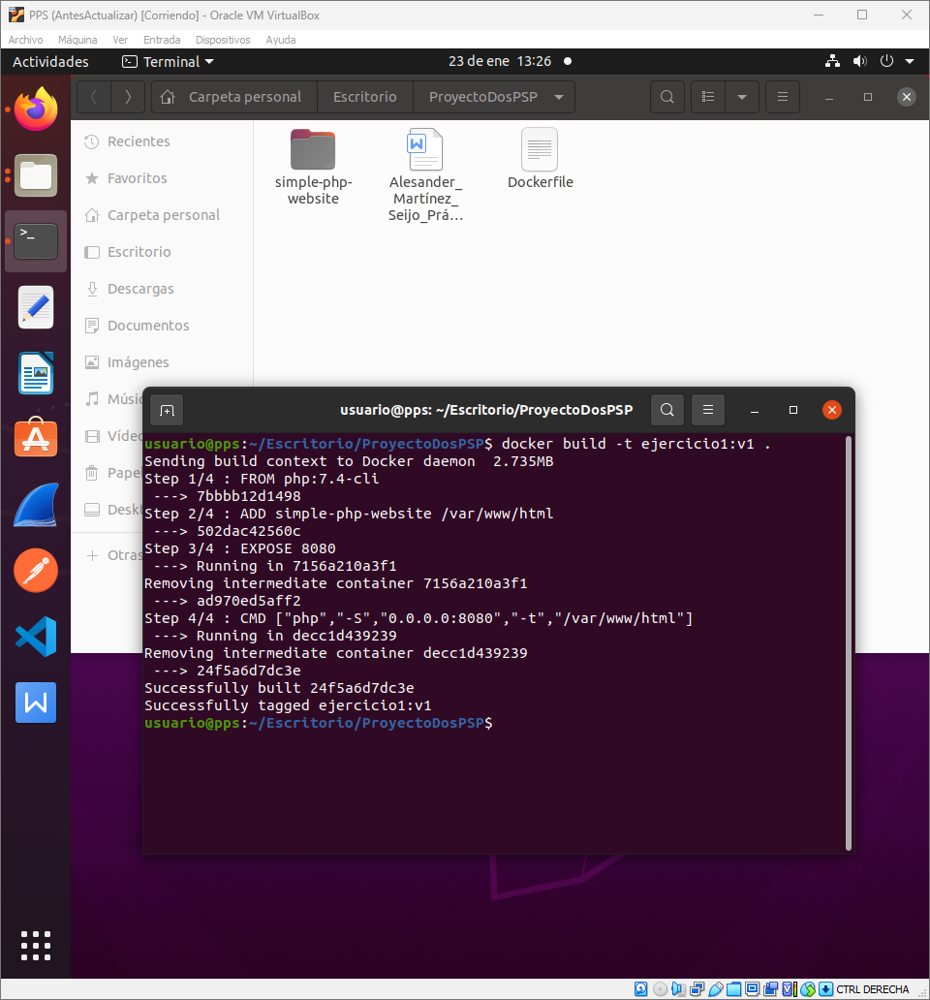 PPS (AntesActualizar) [Corriendo] - Oracle VM VirtualBox
Archivo Máquina Ver Entrada Dispositivos Ayuda
Actividades Terminal 23 de ene 13:26
Carpeta personal Escritorio ProyectoDosPSP
Recientes
Favoritos
Carpeta personal
Escritorio
Descargas
Documentos
Imágenes
Músic
Vídeo
Pape
Deskt
Otras
simple-php-
website
Alesander_
Martínez_
Seijo_Prá…
Dockerfile
usuario@pps: ~/Escritorio/ProyectoDosPSP
usuario@pps:~/Escritorio/ProyectoDosPSP$ docker build -t ejercicio1:v1 .
Sending build context to Docker daemon  2.735MB
Step 1/4 : FROM php:7.4-cli
 ---> 7bbbb12d1498
Step 2/4 : ADD simple-php-website /var/www/html
 ---> 502dac42560c
Step 3/4 : EXPOSE 8080
 ---> Running in 7156a210a3f1
Removing intermediate container 7156a210a3f1
 ---> ad970ed5aff2
Step 4/4 : CMD ["php","-S","0.0.0.0:8080","-t","/var/www/html"]
 ---> Running in decc1d439239
Removing intermediate container decc1d439239
 ---> 24f5a6d7dc3e
Successfully built 24f5a6d7dc3e
Successfully tagged ejercicio1:v1
usuario@pps:~/Escritorio/ProyectoDosPSP$
CTRL DERECHA